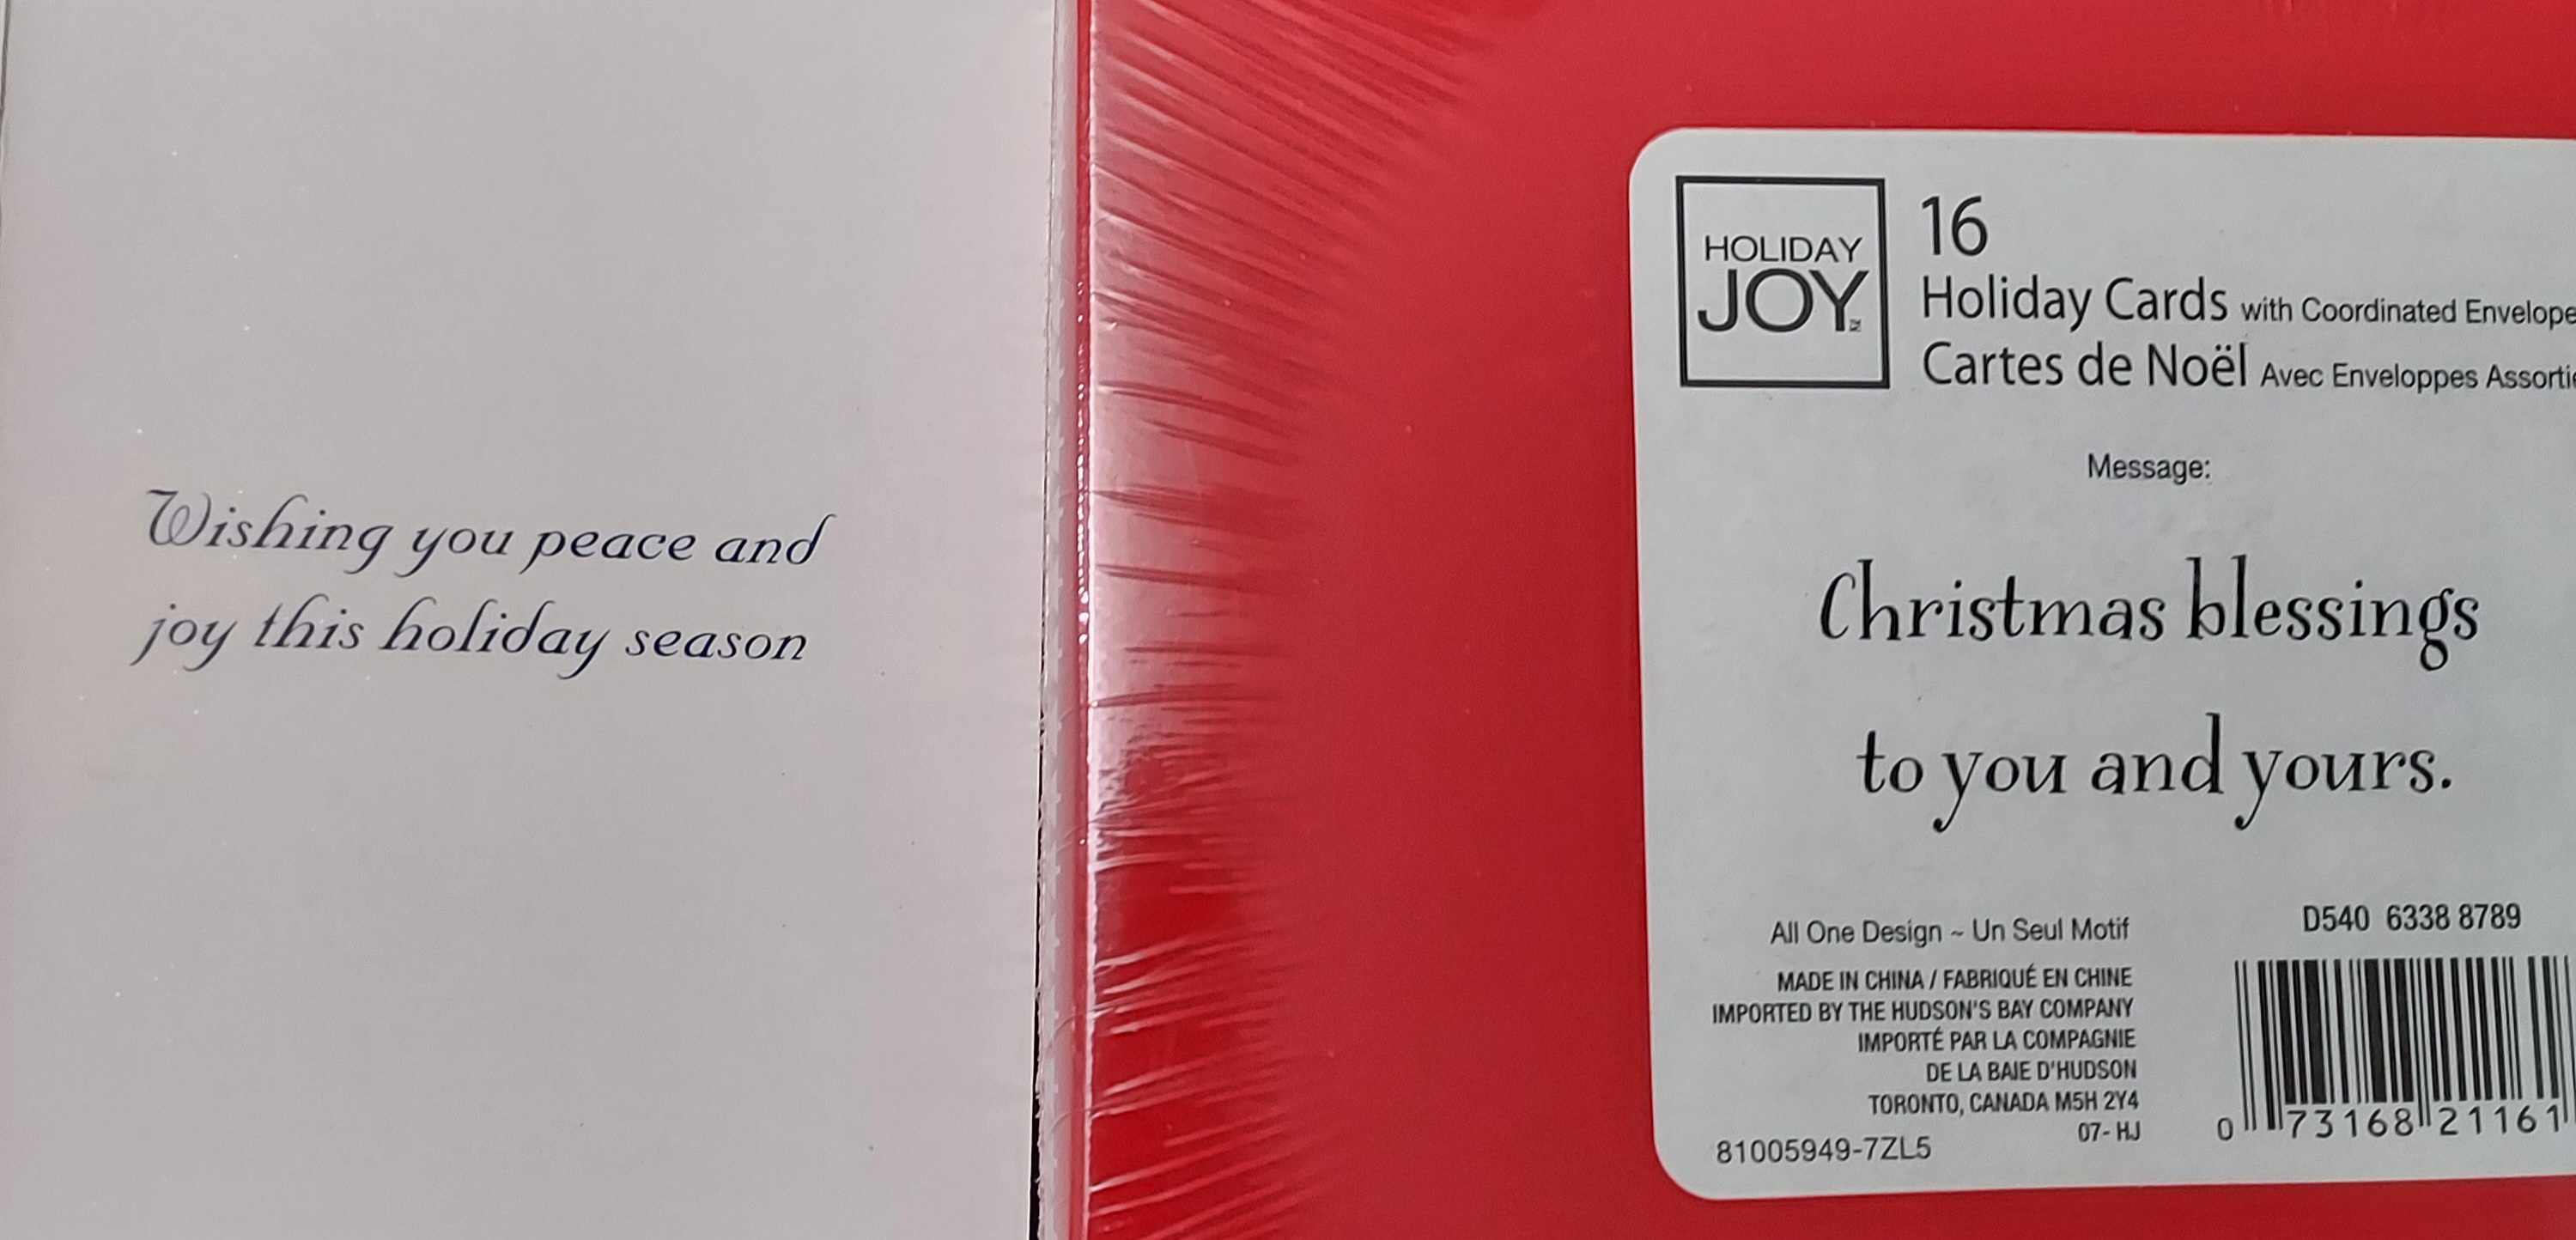 Wishing you peace and
joy this holiday season
HOLIDAY
JOY
16
Holiday Cards with Coordinated
Cartes de Noël Avec Enveloppes
Message:
Christmas blessings
to you and yours.
All One Design ~ Un Seul Motif
MADE IN CHINA / FABRIQUÉ EN CHINE
IMPORTED BY THE HUDSON'S BAY COMPANY
IMPORTÉ PAR LA COMPAGNIE
DE LA BAIE D'HUDSON
TORONTO, CANADA M5H 2Y4
07- HJ
81005949-7ZL5
D540 6338 8789
0 73168 21161